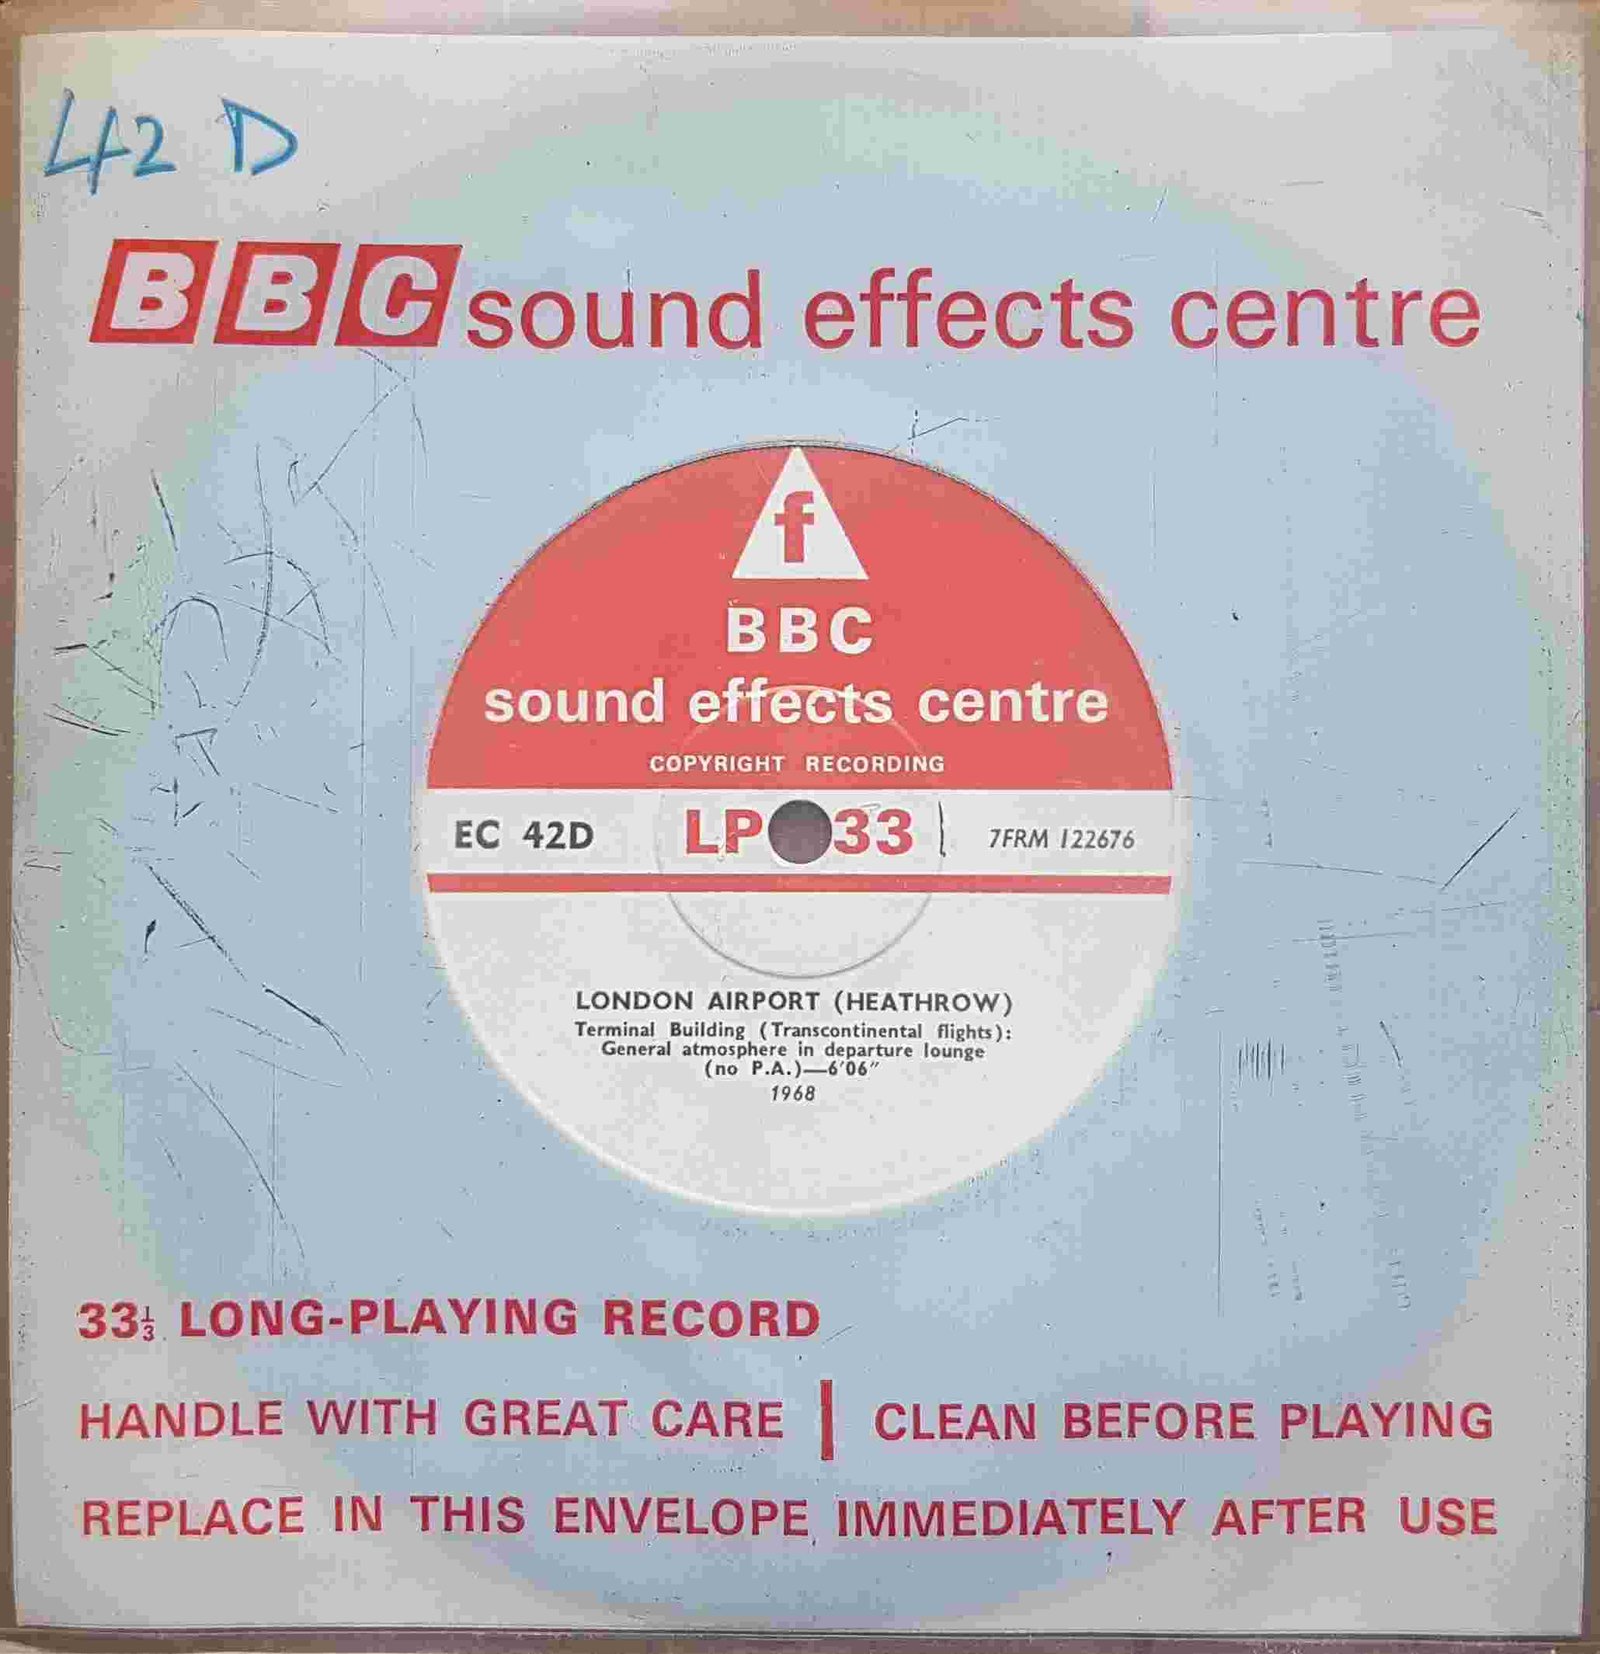 42 D
BBC sound effects centre
f
BBC
sound effects centre
COPYRIGHT RECORDING
EC 42D LP 33 7FRM 122676
LONDON AIRPORT (HEATHROW)
Terminal Building (Transcontinental flights):
General atmosphere in departure lounge
(no P.A.)—6'06"
1968
33⅓ LONG-PLAYING RECORD
HANDLE WITH GREAT CARE | CLEAN BEFORE PLAYING
REPLACE IN THIS ENVELOPE IMMEDIATELY AFTER USE